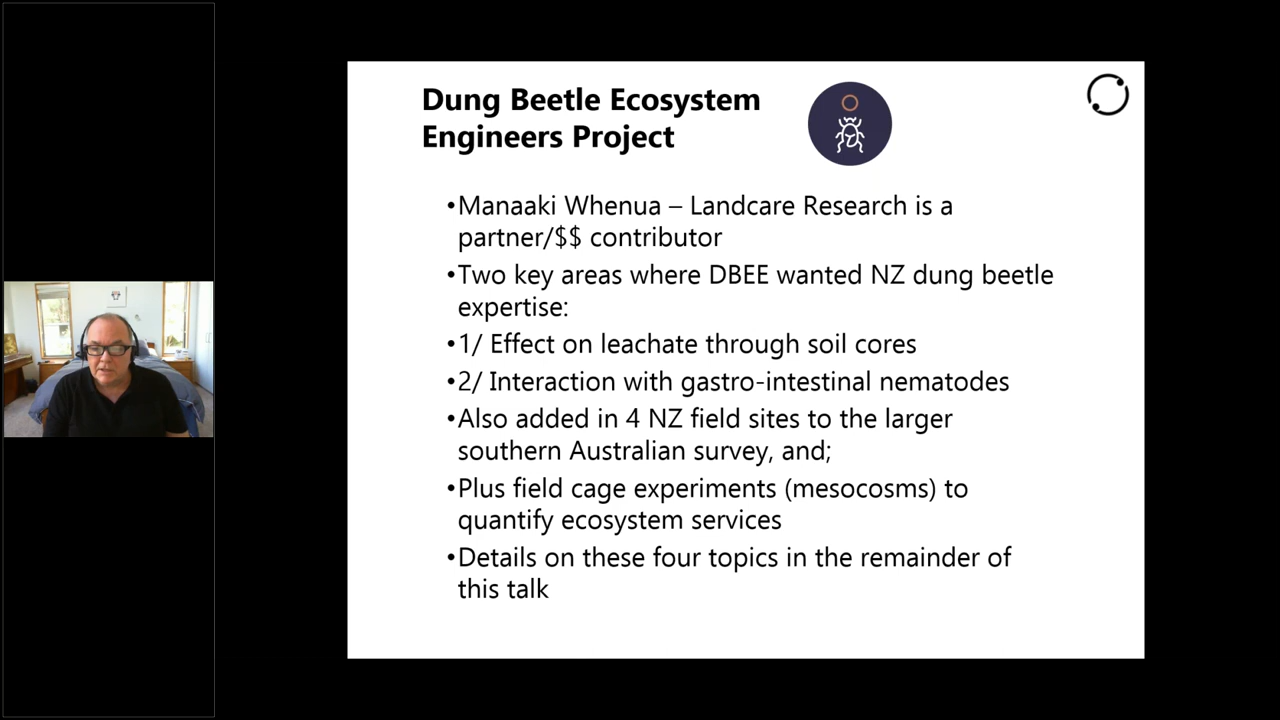 Dung Beetle Ecosystem
Engineers Project
•Manaaki Whenua – Landcare Research is a
partner/$$ contributor
•Two key areas where DBEE wanted NZ dung beetle
expertise:
•1/ Effect on leachate through soil cores
•2/ Interaction with gastro-intestinal nematodes
•Also added in 4 NZ field sites to the larger
southern Australian survey, and;
•Plus field cage experiments (mesocosms) to
quantify ecosystem services
•Details on these four topics in the remainder of
this talk